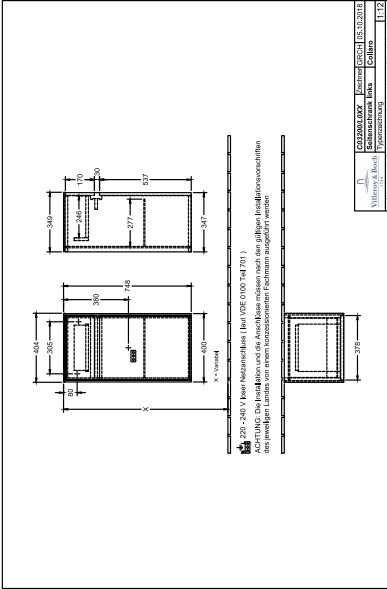 404
305
80
380
748
X
400
X = Variabel
349
246
170
30
277
537
347
220 - 240 V loser Netzanschluss ( laut VDE 0100 Teil 701 )
ACHTUNG: Die Installation und die Anschlüsse müssen nach den gültigen Installationsvorschriften
des jeweiligen Landes von einem konzessionierten Fachmann ausgeführt werden
378
Villeroy & Boch
1748
C03200/L0XX Zeichner GRCH 05.10.2018
Seitenschrank links Collaro
Typenzeichnung 1:12